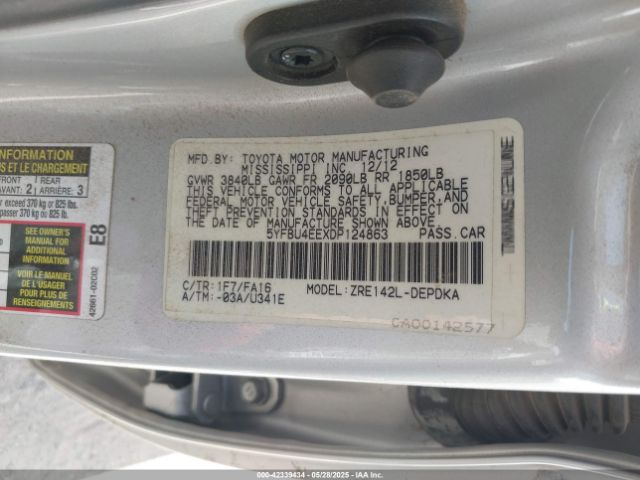 INFORMATION
US ET LE CHARGEMENT
FRONT
AVANT: 2
REAR
ARRIÈRE: 3
exceed 370 kg or 825 lbs.
passer 370 kg ou 825 lb.
SEE OWNER'S
MANUAL FOR
ADDITIONAL
INFORMATION
VOIR LE MANUEL
DE L'USAGER
POUR PLUS DE
RENSEIGNEMENTS
E8
42661-02C02
MFD.BY: TOYOTA MOTOR MANUFACTURING
MISSISSIPPI INC. 12/12
GVWR 3840LB GAWR FR 2090LB RR 1850LB
THIS VEHICLE CONFORMS TO ALL APPLICABLE
FEDERAL MOTOR VEHICLE SAFETY,BUMPER,AND
THEFT PREVENTION STANDARDS IN EFFECT ON
THE DATE OF MANUFACTURE SHOWN ABOVE
5YFBU4EEXDP124863 PASS.CAR
C/TR:1F7/FA16 MODEL:ZRE142L-DEPDKA
A/TM:-03A/U341E
CA00142577
000-42339434 | 05/28/2025 | IAAI.COM